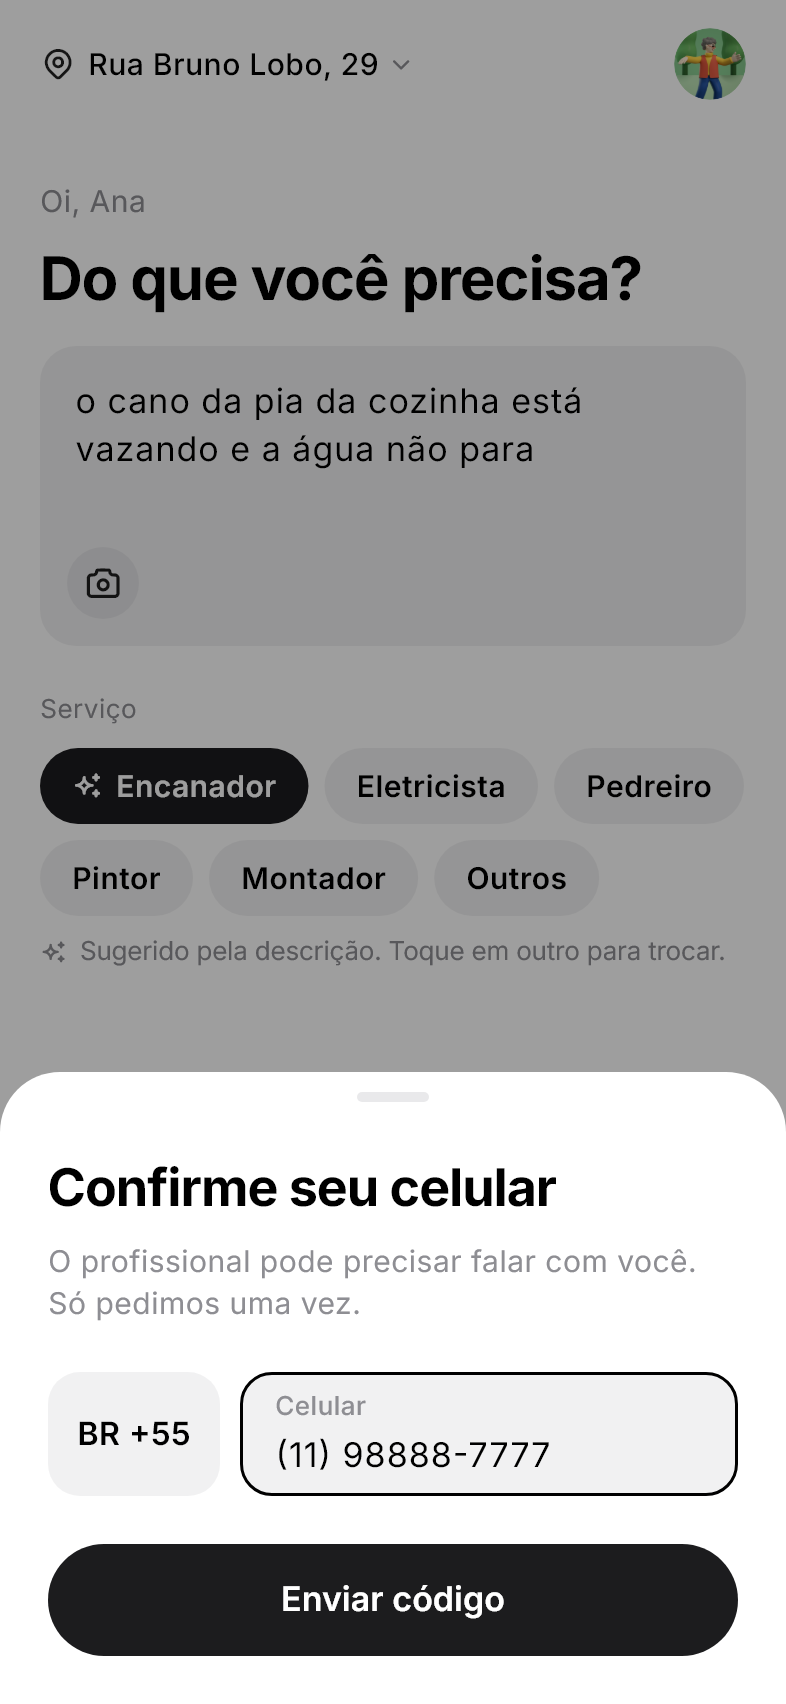 Rua Bruno Lobo, 29
Oi, Ana
Do que você precisa?
o cano da pia da cozinha está
vazando e a água não para
Serviço
Encanador
Eletricista
Pedreiro
Pintor
Montador
Outros
Sugerido pela descrição. Toque em outro para trocar.
Confirme seu celular
O profissional pode precisar falar com você.
Só pedimos uma vez.
BR +55
Celular
(11) 98888-7777
Enviar código